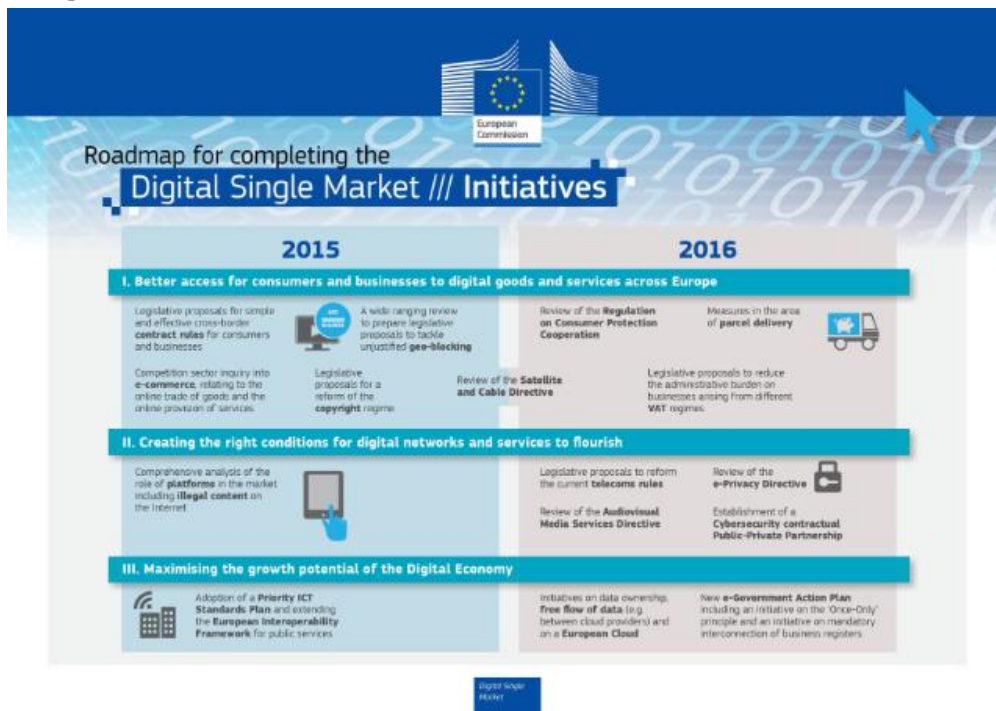 European
Commission
Roadmap for completing the
Digital Single Market /// Initiatives
2015
2016
I. Better access for consumers and businesses to digital goods and services across Europe
Legislative proposals for simple
and effective cross-border
contract rules for consumers
and businesses
A wide ranging review
to prepare legislative
proposals to tackle
unjustified geo-blocking
Review of the Regulation
on Consumer Protection
Cooperation
Measures in the area
of parcel delivery
Competition sector inquiry into
e-commerce, relating to the
online trade of goods and the
online provision of services
Legislative
proposals for a
reform of the
copyright regime
Review of the Satellite
and Cable Directive
Legislative proposals to reduce
the administrative burden on
businesses arising from different
VAT regimes
II. Creating the right conditions for digital networks and services to flourish
Comprehensive analysis of the
role of platforms in the market
including illegal content on
the Internet
Legislative proposals to reform
the current telecoms rules
Review of the
e-Privacy Directive
Review of the Audiovisual
Media Services Directive
Establishment of a
Cybersecurity contractual
Public-Private Partnership
III. Maximising the growth potential of the Digital Economy
Adoption of a Priority ICT
Standards Plan and extending
the European Interoperability
Framework for public services
Initiatives on data ownership,
free flow of data (e.g.
between cloud providers) and
on a European Cloud
New e-Government Action Plan
including an initiative on the 'Once-Only'
principle and an initiative on mandatory
interconnection of business registers
Digital Single
Market